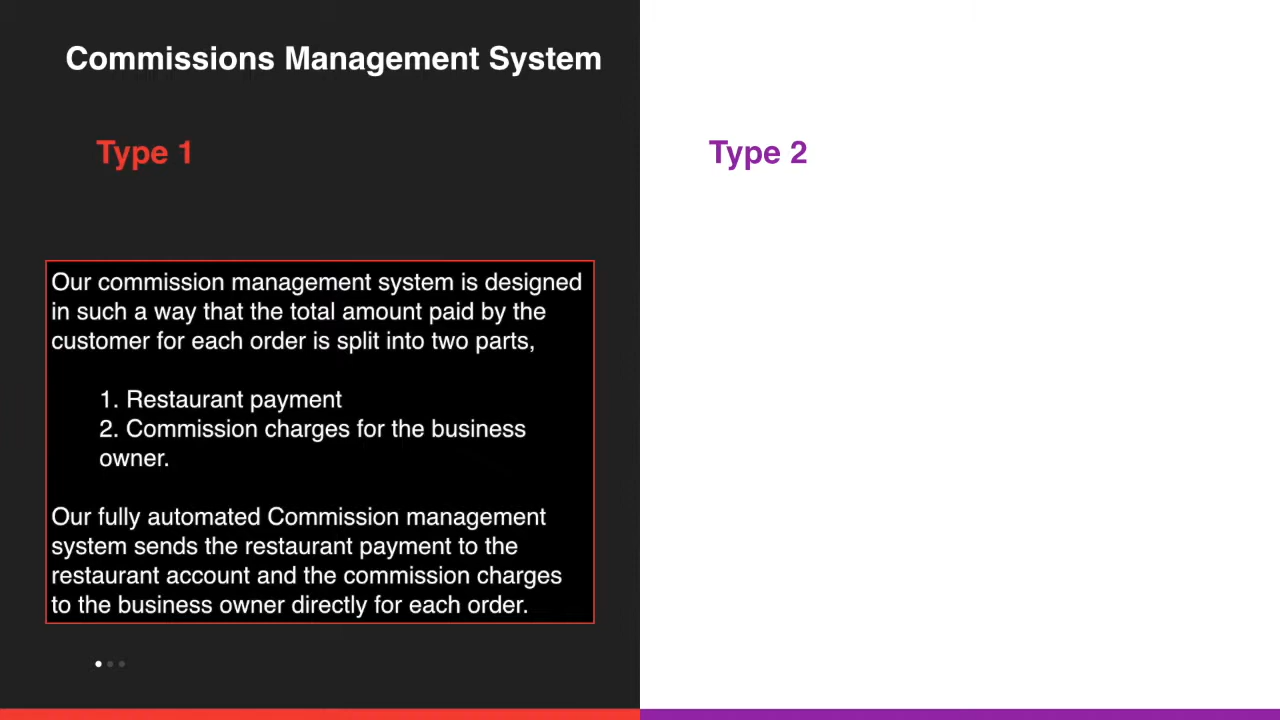 Commissions Management System
Type 1
Our commission management system is designed
in such a way that the total amount paid by the
customer for each order is split into two parts,
1. Restaurant payment
2. Commission charges for the business
owner.
Our fully automated Commission management
system sends the restaurant payment to the
restaurant account and the commission charges
to the business owner directly for each order.
Type 2